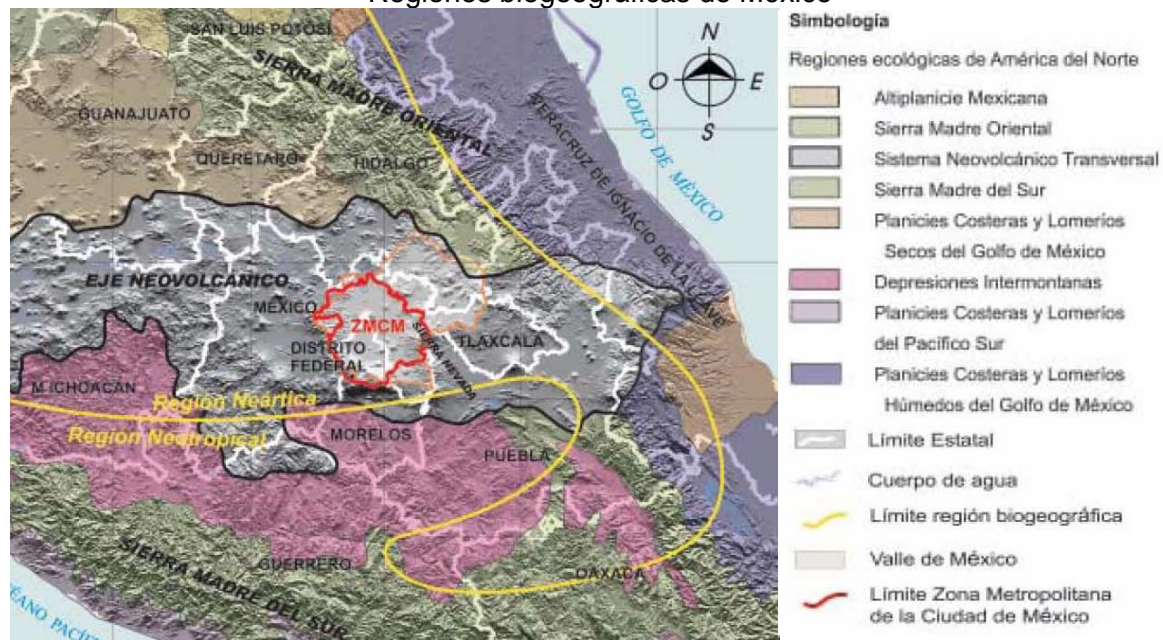 Regiones biogeográficas de México
SAN LUIS POTOSÍ
SIERRA MADRE ORIENTAL
GUANAJUATO
QUERÉTARO
HIDALGO
VERACRUZ DE IGNACIO DE LA LLAVE
GOLFO DE MÉXICO
N
O
E
S
EJE NEOVOLCÁNICO
MÉXICO
ZMCM
DISTRITO
FEDERAL
SIERRA NEVADA
TLAXCALA
MICHOACÁN
Región Neártica
Región Neotropical
MORELOS
PUEBLA
GUERRERO
OAXACA
SIERRA MADRE DEL SUR
Simbología
Regiones ecológicas de América del Norte
Altiplanicie Mexicana
Sierra Madre Oriental
Sistema Neovolcánico Transversal
Sierra Madre del Sur
Planicies Costeras y Lomeríos
Secos del Golfo de México
Depresiones Intermontanas
Planicies Costeras y Lomeríos
del Pacífico Sur
Planicies Costeras y Lomeríos
Húmedos del Golfo de México
Límite Estatal
Cuerpo de agua
Límite región biogeográfica
Valle de México
Límite Zona Metropolitana
de la Ciudad de México